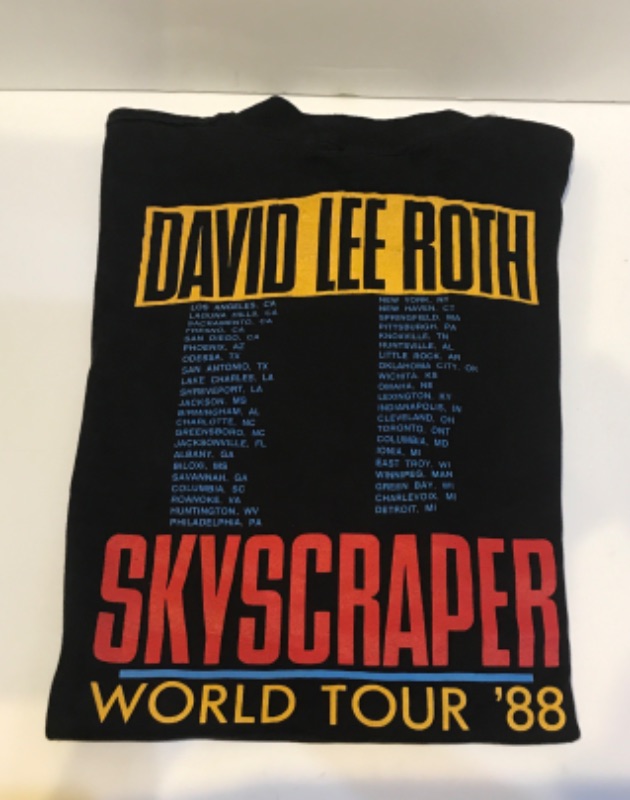 DAVID LEE ROTH
LOS ANGELES, CA
LAGUNA HILLS, CA
SACRAMENTO, CA
FRESNO, CA
SAN DIEGO, CA
PHOENIX, AZ
ODESSA, TX
SAN ANTONIO, TX
LAKE CHARLES, LA
SHREVEPORT, LA
JACKSON, MS
BIRMINGHAM, AL
CHARLOTTE, NC
GREENSBORO, NC
JACKSONVILLE, FL
ALBANY, GA
BILOXI, MS
SAVANNAH, GA
COLUMBIA, SC
ROANOKE, VA
HUNTINGTON, WV
PHILADELPHIA, PA
NEW YORK, NY
NEW HAVEN, CT
SPRINGFIELD, MA
PITTSBURGH, PA
KNOXVILLE, TN
HUNTSVILLE, AL
LITTLE ROCK, AR
OKLAHOMA CITY, OK
WICHITA, KS
OMAHA, NE
LEXINGTON, KY
INDIANAPOLIS, IN
CLEVELAND, OH
TORONTO, ONT
COLUMBIA, MD
IONIA, MI
EAST TROY, WI
WINNIPEG, MAN
GREEN BAY, WI
CHARLEVOIX, MI
DETROIT, MI
SKYSCRAPER
WORLD TOUR '88